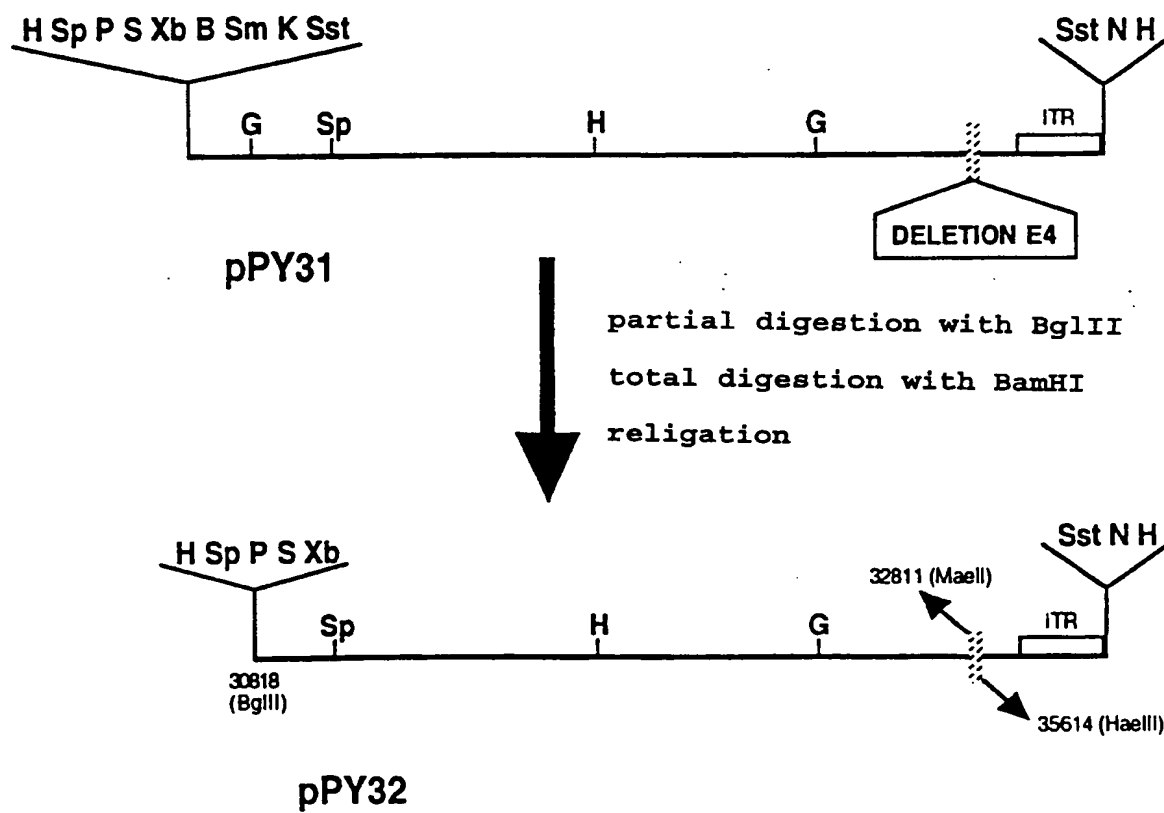 H Sp P S Xb B Sm K Sst
Sst N H
G Sp H G ITR
DELETION E4
pPY31
partial digestion with BglII
total digestion with BamHI
religation
H Sp P S Xb
Sst N H
32811 (MaeII)
Sp H G ITR
30818
(BglII)
35614 (HaeIII)
pPY32